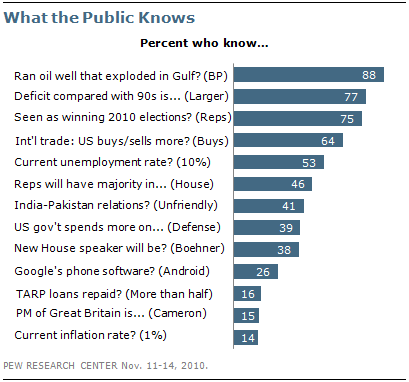 What the Public Knows
Percent who know...
Ran oil well that exploded in Gulf? (BP) 88
Deficit compared with 90s is... (Larger) 77
Seen as winning 2010 elections? (Reps) 75
Int'l trade: US buys/sells more? (Buys) 64
Current unemployment rate? (10%) 53
Reps will have majority in... (House) 46
India-Pakistan relations? (Unfriendly) 41
US gov't spends more on... (Defense) 39
New House speaker will be? (Boehner) 38
Google's phone software? (Android) 26
TARP loans repaid? (More than half) 16
PM of Great Britain is... (Cameron) 15
Current inflation rate? (1%) 14
PEW RESEARCH CENTER Nov. 11-14, 2010.